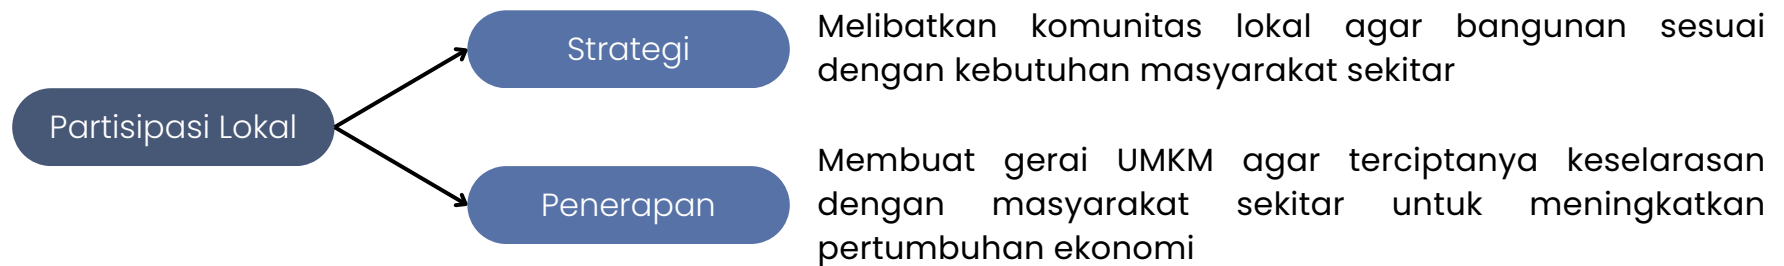 Partisipasi Lokal
Strategi
Melibatkan komunitas lokal agar bangunan sesuai
dengan kebutuhan masyarakat sekitar
Penerapan
Membuat gerai UMKM agar terciptanya keselarasan
dengan masyarakat sekitar untuk meningkatkan
pertumbuhan ekonomi